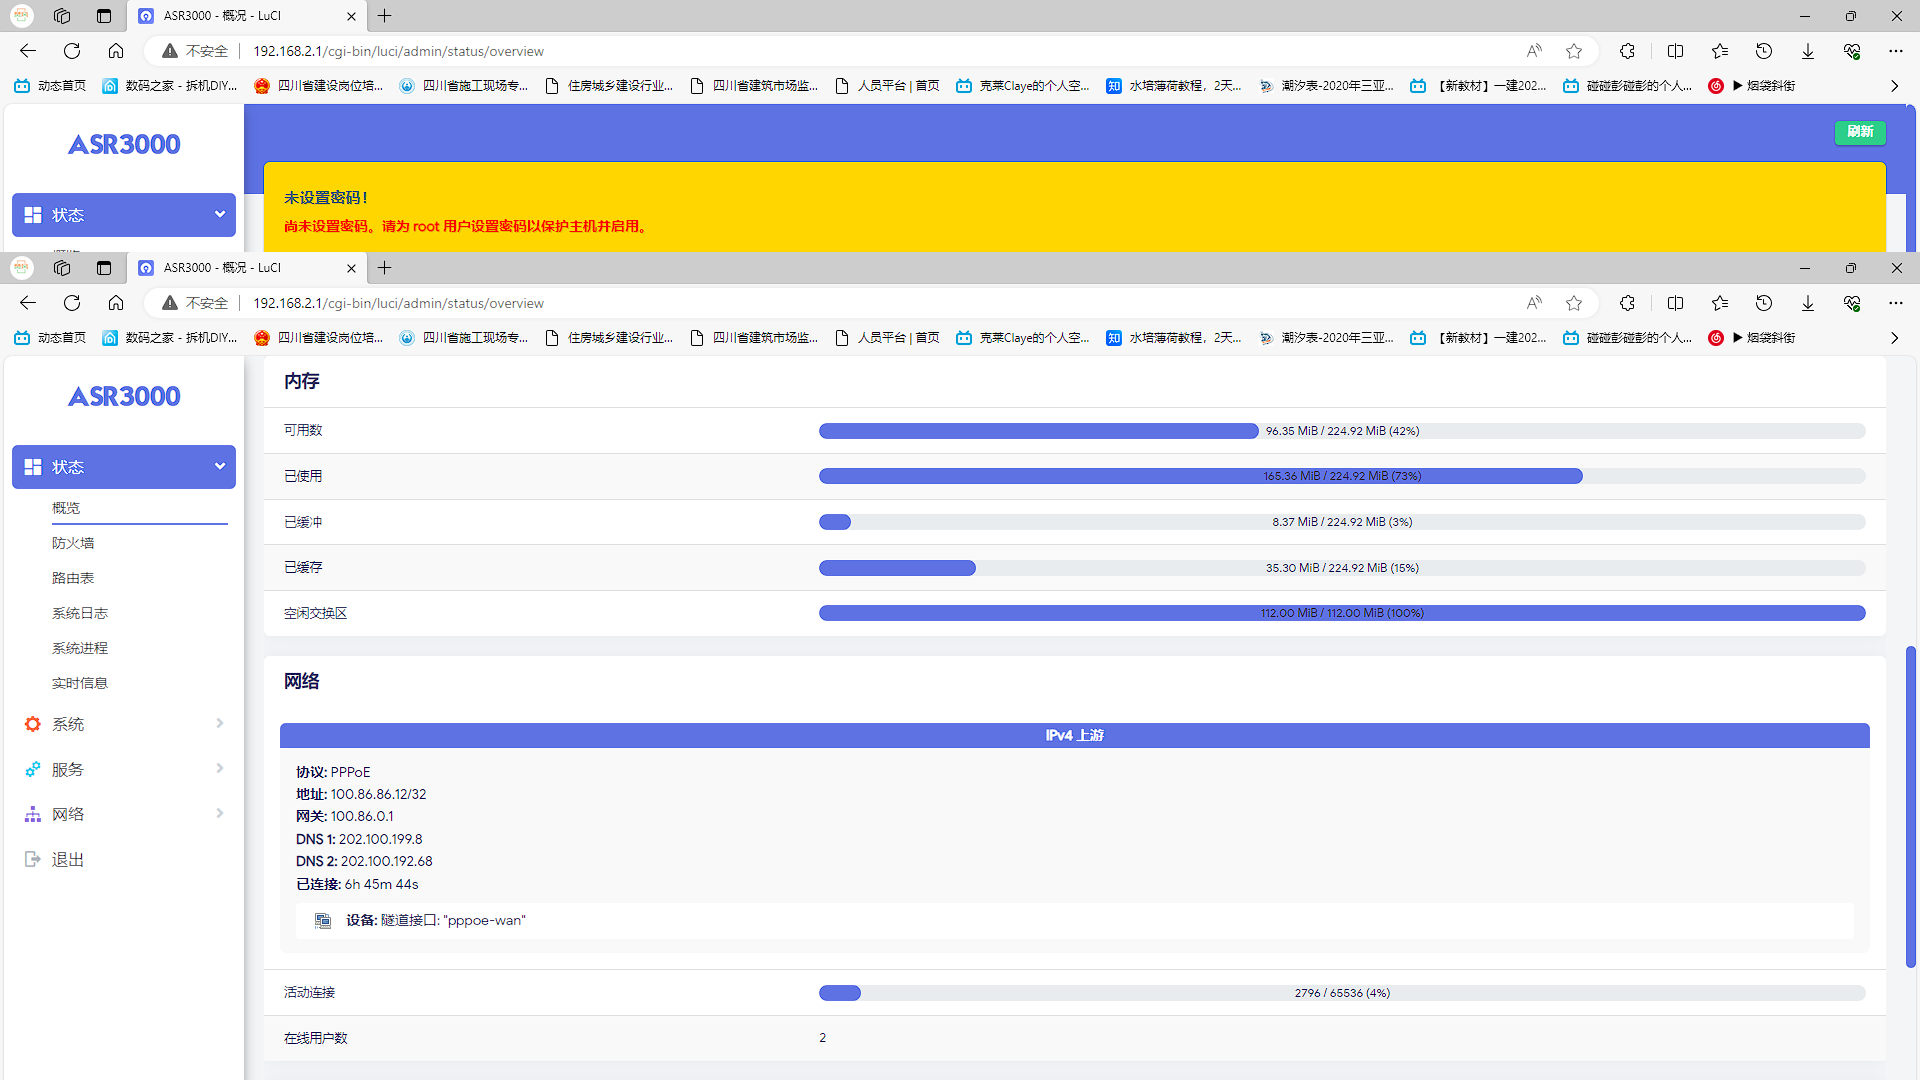 ASR3000 - 概况 - LuCI
不安全
192.168.2.1/cgi-bin/luci/admin/status/overview
动态首页
数码之家 - 拆机DIY...
四川省建设岗位培...
四川省施工现场专...
住房城乡建设行业...
四川省建筑市场监...
人员平台 | 首页
克莱Claye的个人空...
水培薄荷教程，2天...
潮汐表-2020年三亚...
【新教材】一建202...
碰碰彭碰彭的个人...
▶ 烟袋斜街
ASR3000
刷新
状态
未设置密码！
尚未设置密码。请为 root 用户设置密码以保护主机并启用。
ASR3000 - 概况 - LuCI
不安全
192.168.2.1/cgi-bin/luci/admin/status/overview
动态首页
数码之家 - 拆机DIY...
四川省建设岗位培...
四川省施工现场专...
住房城乡建设行业...
四川省建筑市场监...
人员平台 | 首页
克莱Claye的个人空...
水培薄荷教程，2天...
潮汐表-2020年三亚...
【新教材】一建202...
碰碰彭碰彭的个人...
▶ 烟袋斜街
ASR3000
状态
概览
防火墙
路由表
系统日志
系统进程
实时信息
系统
服务
网络
退出
内存
可用数
96.35 MiB / 224.92 MiB (42%)
已使用
165.36 MiB / 224.92 MiB (73%)
已缓冲
8.37 MiB / 224.92 MiB (3%)
已缓存
35.30 MiB / 224.92 MiB (15%)
空闲交换区
112.00 MiB / 112.00 MiB (100%)
网络
IPv4 上游
协议: PPPoE
地址: 100.86.86.12/32
网关: 100.86.0.1
DNS 1: 202.100.199.8
DNS 2: 202.100.192.68
已连接: 6h 45m 44s
设备: 隧道接口: "pppoe-wan"
活动连接
2796 / 65536 (4%)
在线用户数
2